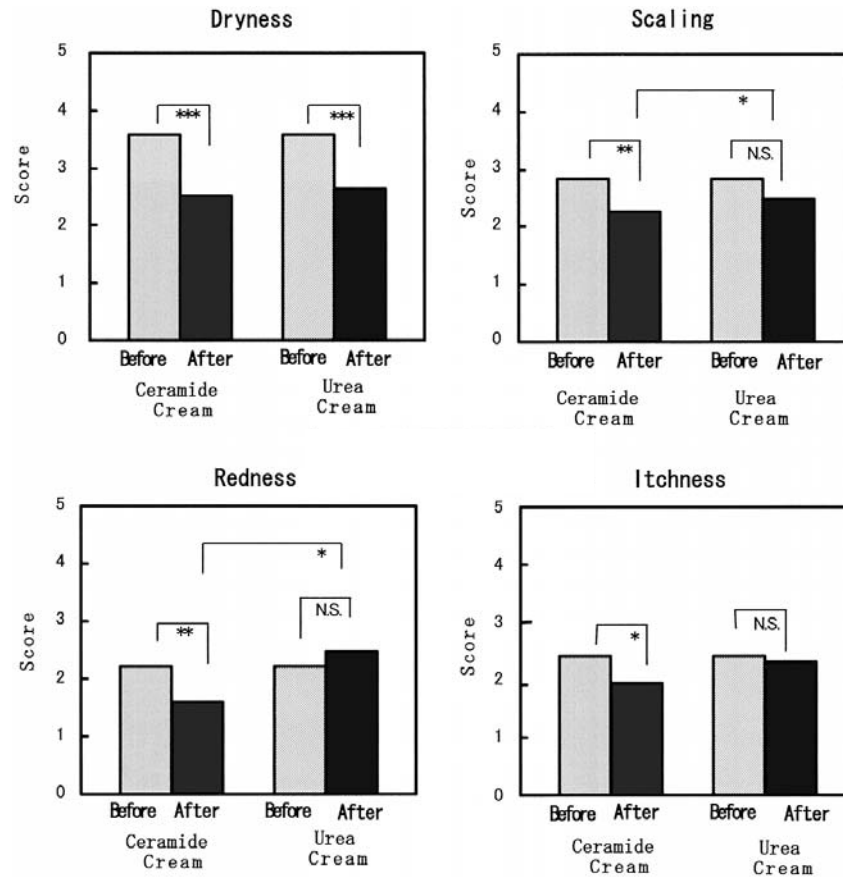 Dryness
5
4
3
2
1
0
Score
***
***
Before After
Before After
Ceramide
Cream
Urea
Cream
Scaling
5
4
3
2
1
0
Score
*
**
N.S.
Before After
Before After
Ceramide
Cream
Urea
Cream
Redness
5
4
3
2
1
0
Score
*
**
N.S.
Before After
Before After
Ceramide
Cream
Urea
Cream
Itchness
5
4
3
2
1
0
Score
*
N.S.
Before After
Before After
Ceramide
Cream
Urea
Cream